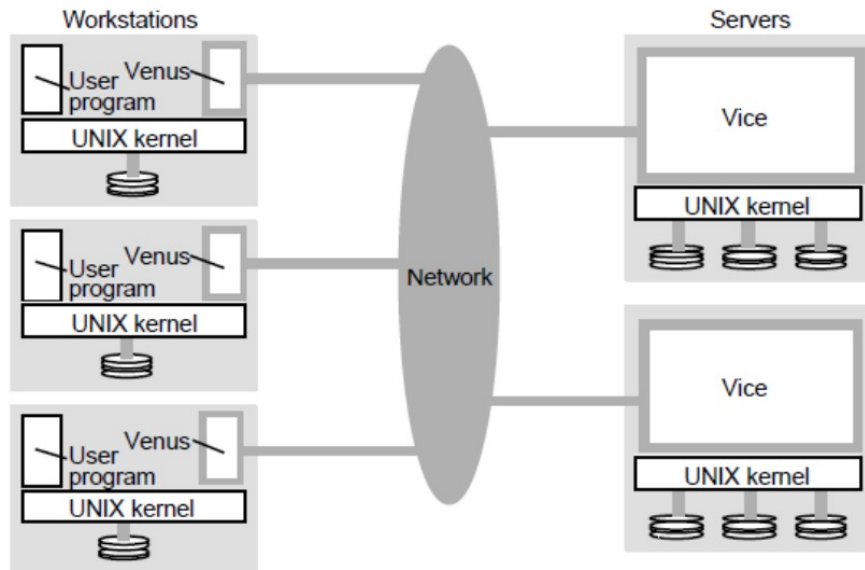 Workstations
Servers
User
program
Venus
UNIX kernel
Vice
UNIX kernel
User
program
Venus
UNIX kernel
Network
Vice
UNIX kernel
User
program
Venus
UNIX kernel